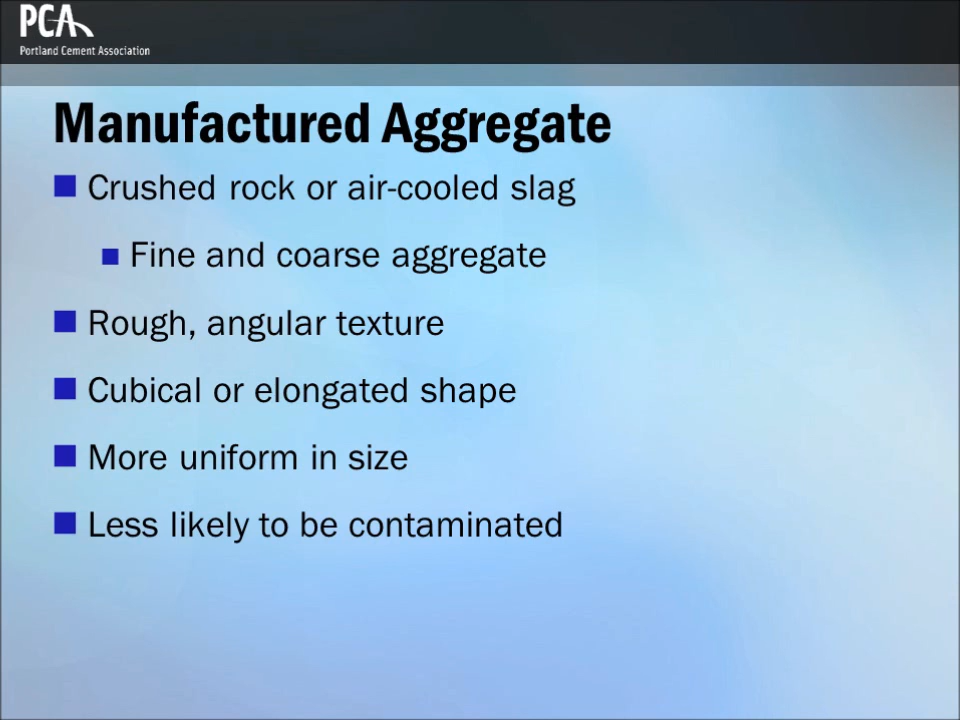 PCA
Portland Cement Association
Manufactured Aggregate
Crushed rock or air-cooled slag
Fine and coarse aggregate
Rough, angular texture
Cubical or elongated shape
More uniform in size
Less likely to be contaminated